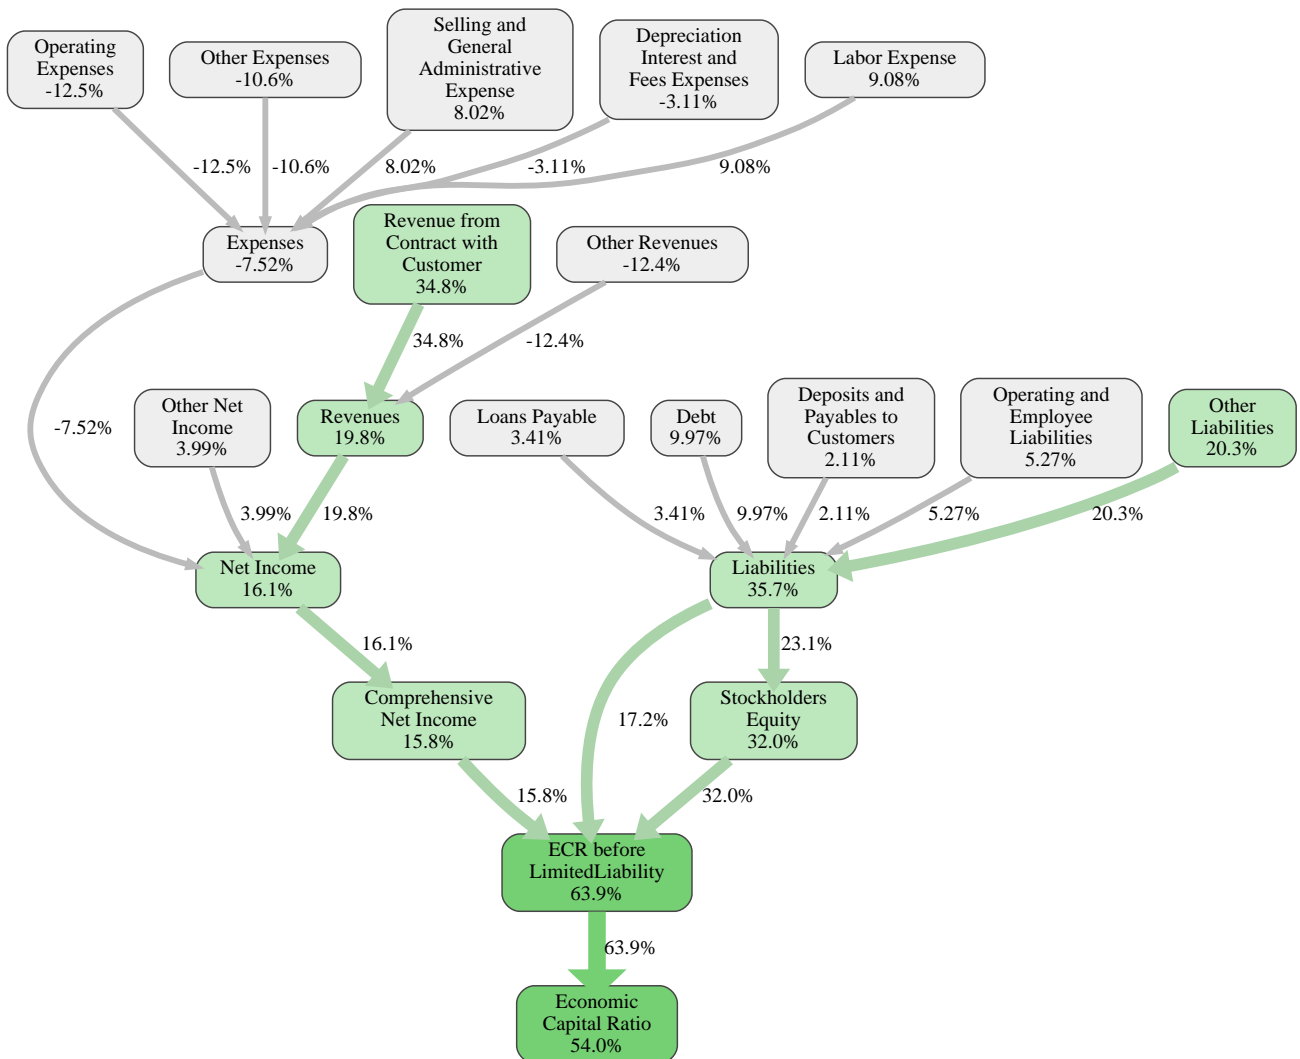 Operating
Expenses
-12.5%
Other Expenses
-10.6%
Selling and
General
Administrative
Expense
8.02%
Depreciation
Interest and
Fees Expenses
-3.11%
Labor Expense
9.08%
-12.5%
-10.6%
8.02%
-3.11%
9.08%
Expenses
-7.52%
Revenue from
Contract with
Customer
34.8%
Other Revenues
-12.4%
34.8%
-12.4%
-7.52%
Other Net
Income
3.99%
Revenues
19.8%
Loans Payable
3.41%
Debt
9.97%
Deposits and
Payables to
Customers
2.11%
Operating and
Employee
Liabilities
5.27%
Other
Liabilities
20.3%
3.99%
19.8%
3.41%
9.97%
2.11%
5.27%
20.3%
Net Income
16.1%
Liabilities
35.7%
16.1%
17.2%
23.1%
Comprehensive
Net Income
15.8%
Stockholders
Equity
32.0%
15.8%
32.0%
ECR before
LimitedLiability
63.9%
63.9%
Economic
Capital Ratio
54.0%